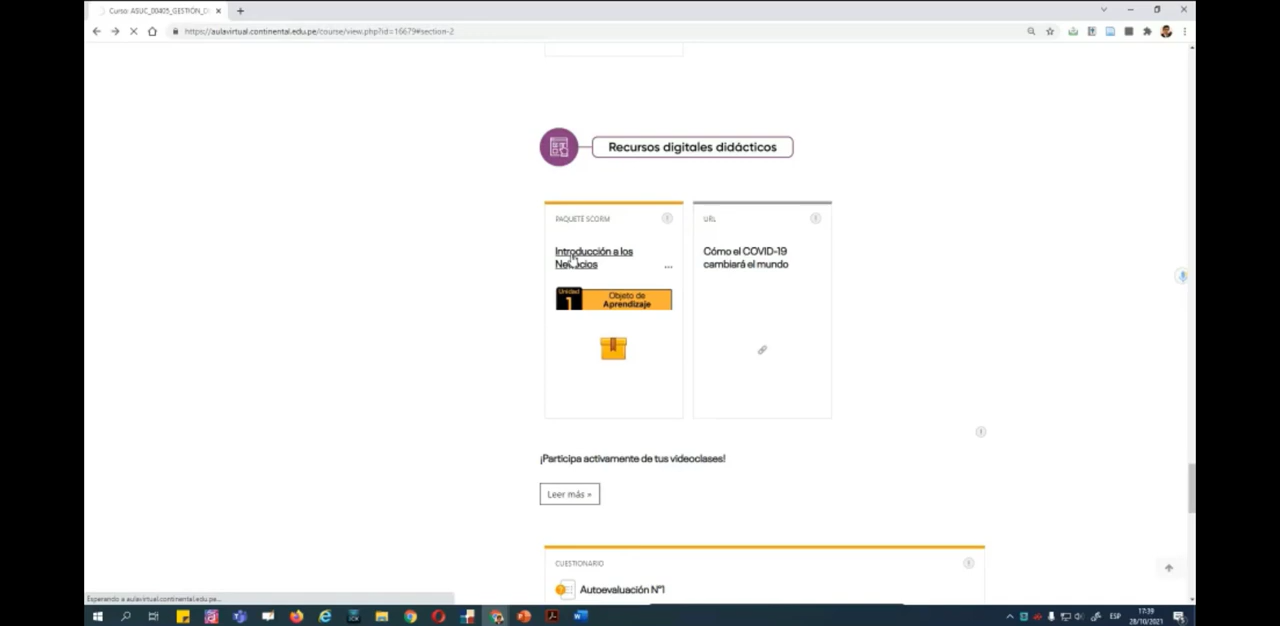 Curso: ASUC_00405_GESTIÓN_D
https://aulavirtual.continental.edu.pe/course/view.php?id=16679#section-2
Recursos digitales didácticos
PAQUETE SCORM
URL
Introducción a los
Negocios
Cómo el COVID-19
cambiará el mundo
Unidad
1
Objeto de
Aprendizaje
¡Participa activamente de tus videoclases!
Leer más »
CUESTIONARIO
Autoevaluación N°1
Esperando a aulavirtual.continental.edu.pe...
ESP
17:39
28/10/2021